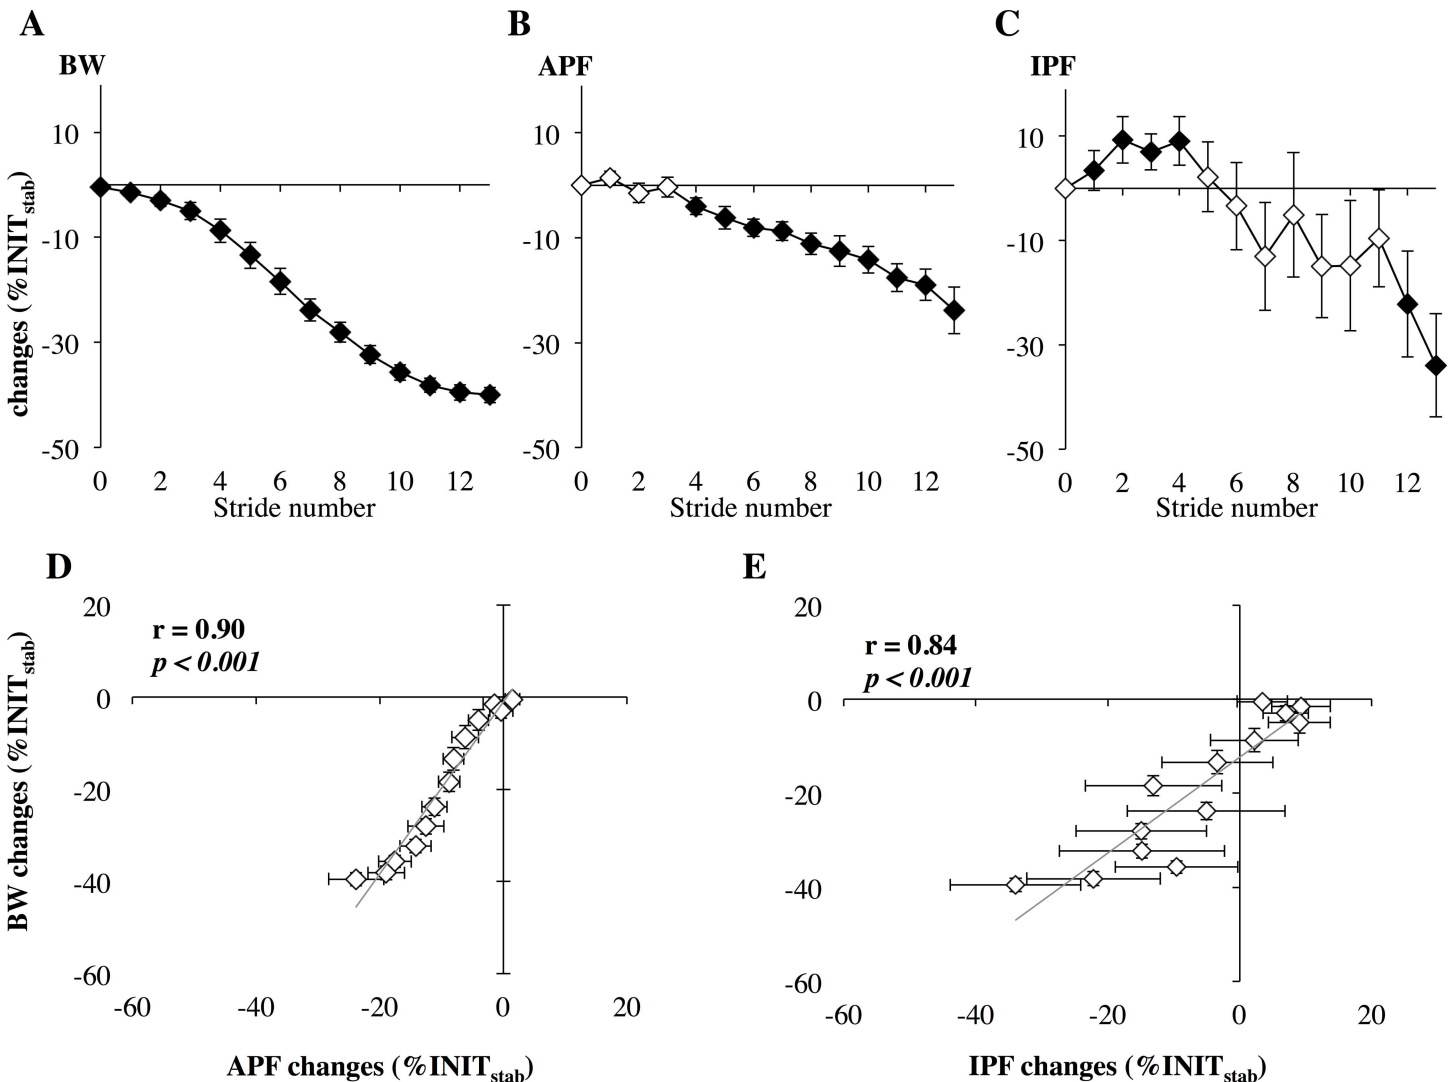 A B C
BW APF IPF
10 10 10
-10 -10 -10
-30 -30 -30
-50 -50 -50
changes (%INITstab)
0 2 4 6 8 10 12
Stride number
0 2 4 6 8 10 12
Stride number
0 2 4 6 8 10 12
Stride number
D
20
0
-20
-40
-60
BW changes (%INITstab)
r = 0.90
p < 0.001
-60 -40 -20 0 20
APF changes (%INITstab)
E
20
0
-20
-40
-60
r = 0.84
p < 0.001
-60 -40 -20 0 20
IPF changes (%INITstab)